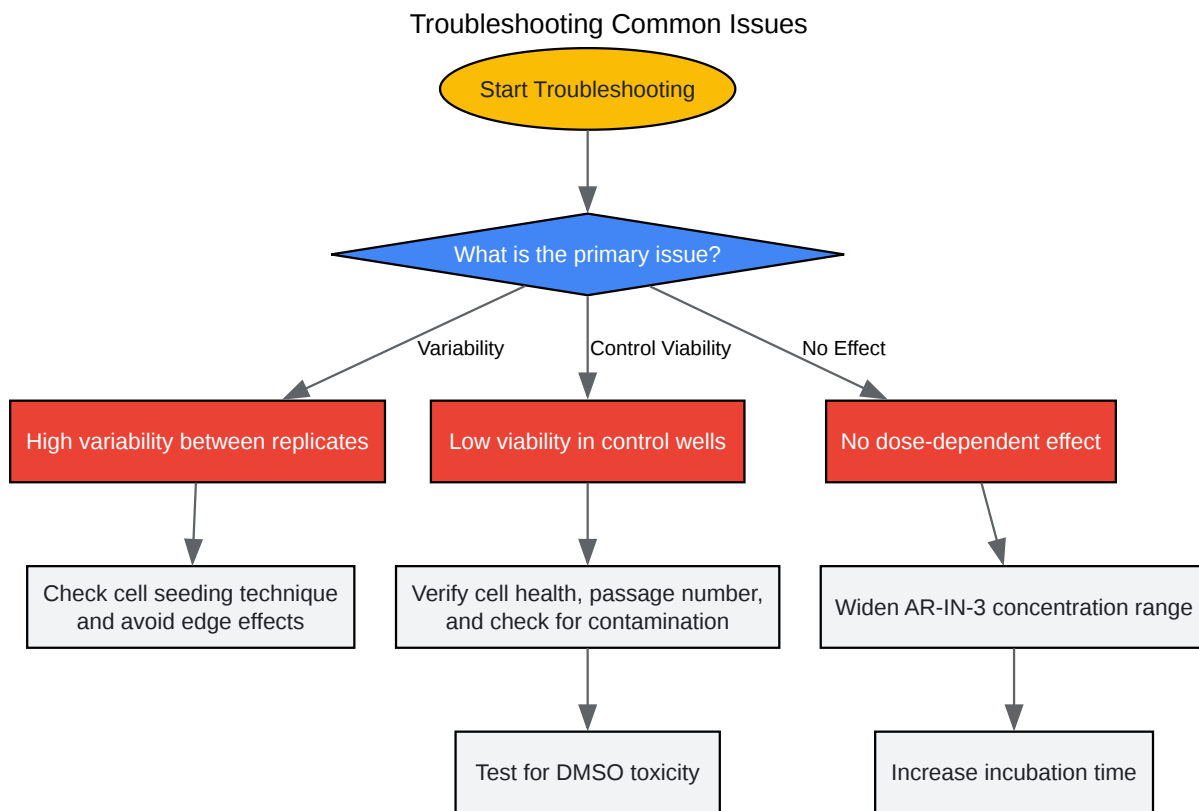 Troubleshooting Common Issues
Start Troubleshooting
What is the primary issue?
Variability
Control Viability
No Effect
High variability between replicates
Low viability in control wells
No dose-dependent effect
Check cell seeding technique
and avoid edge effects
Verify cell health, passage number,
and check for contamination
Widen AR-IN-3 concentration range
Test for DMSO toxicity
Increase incubation time